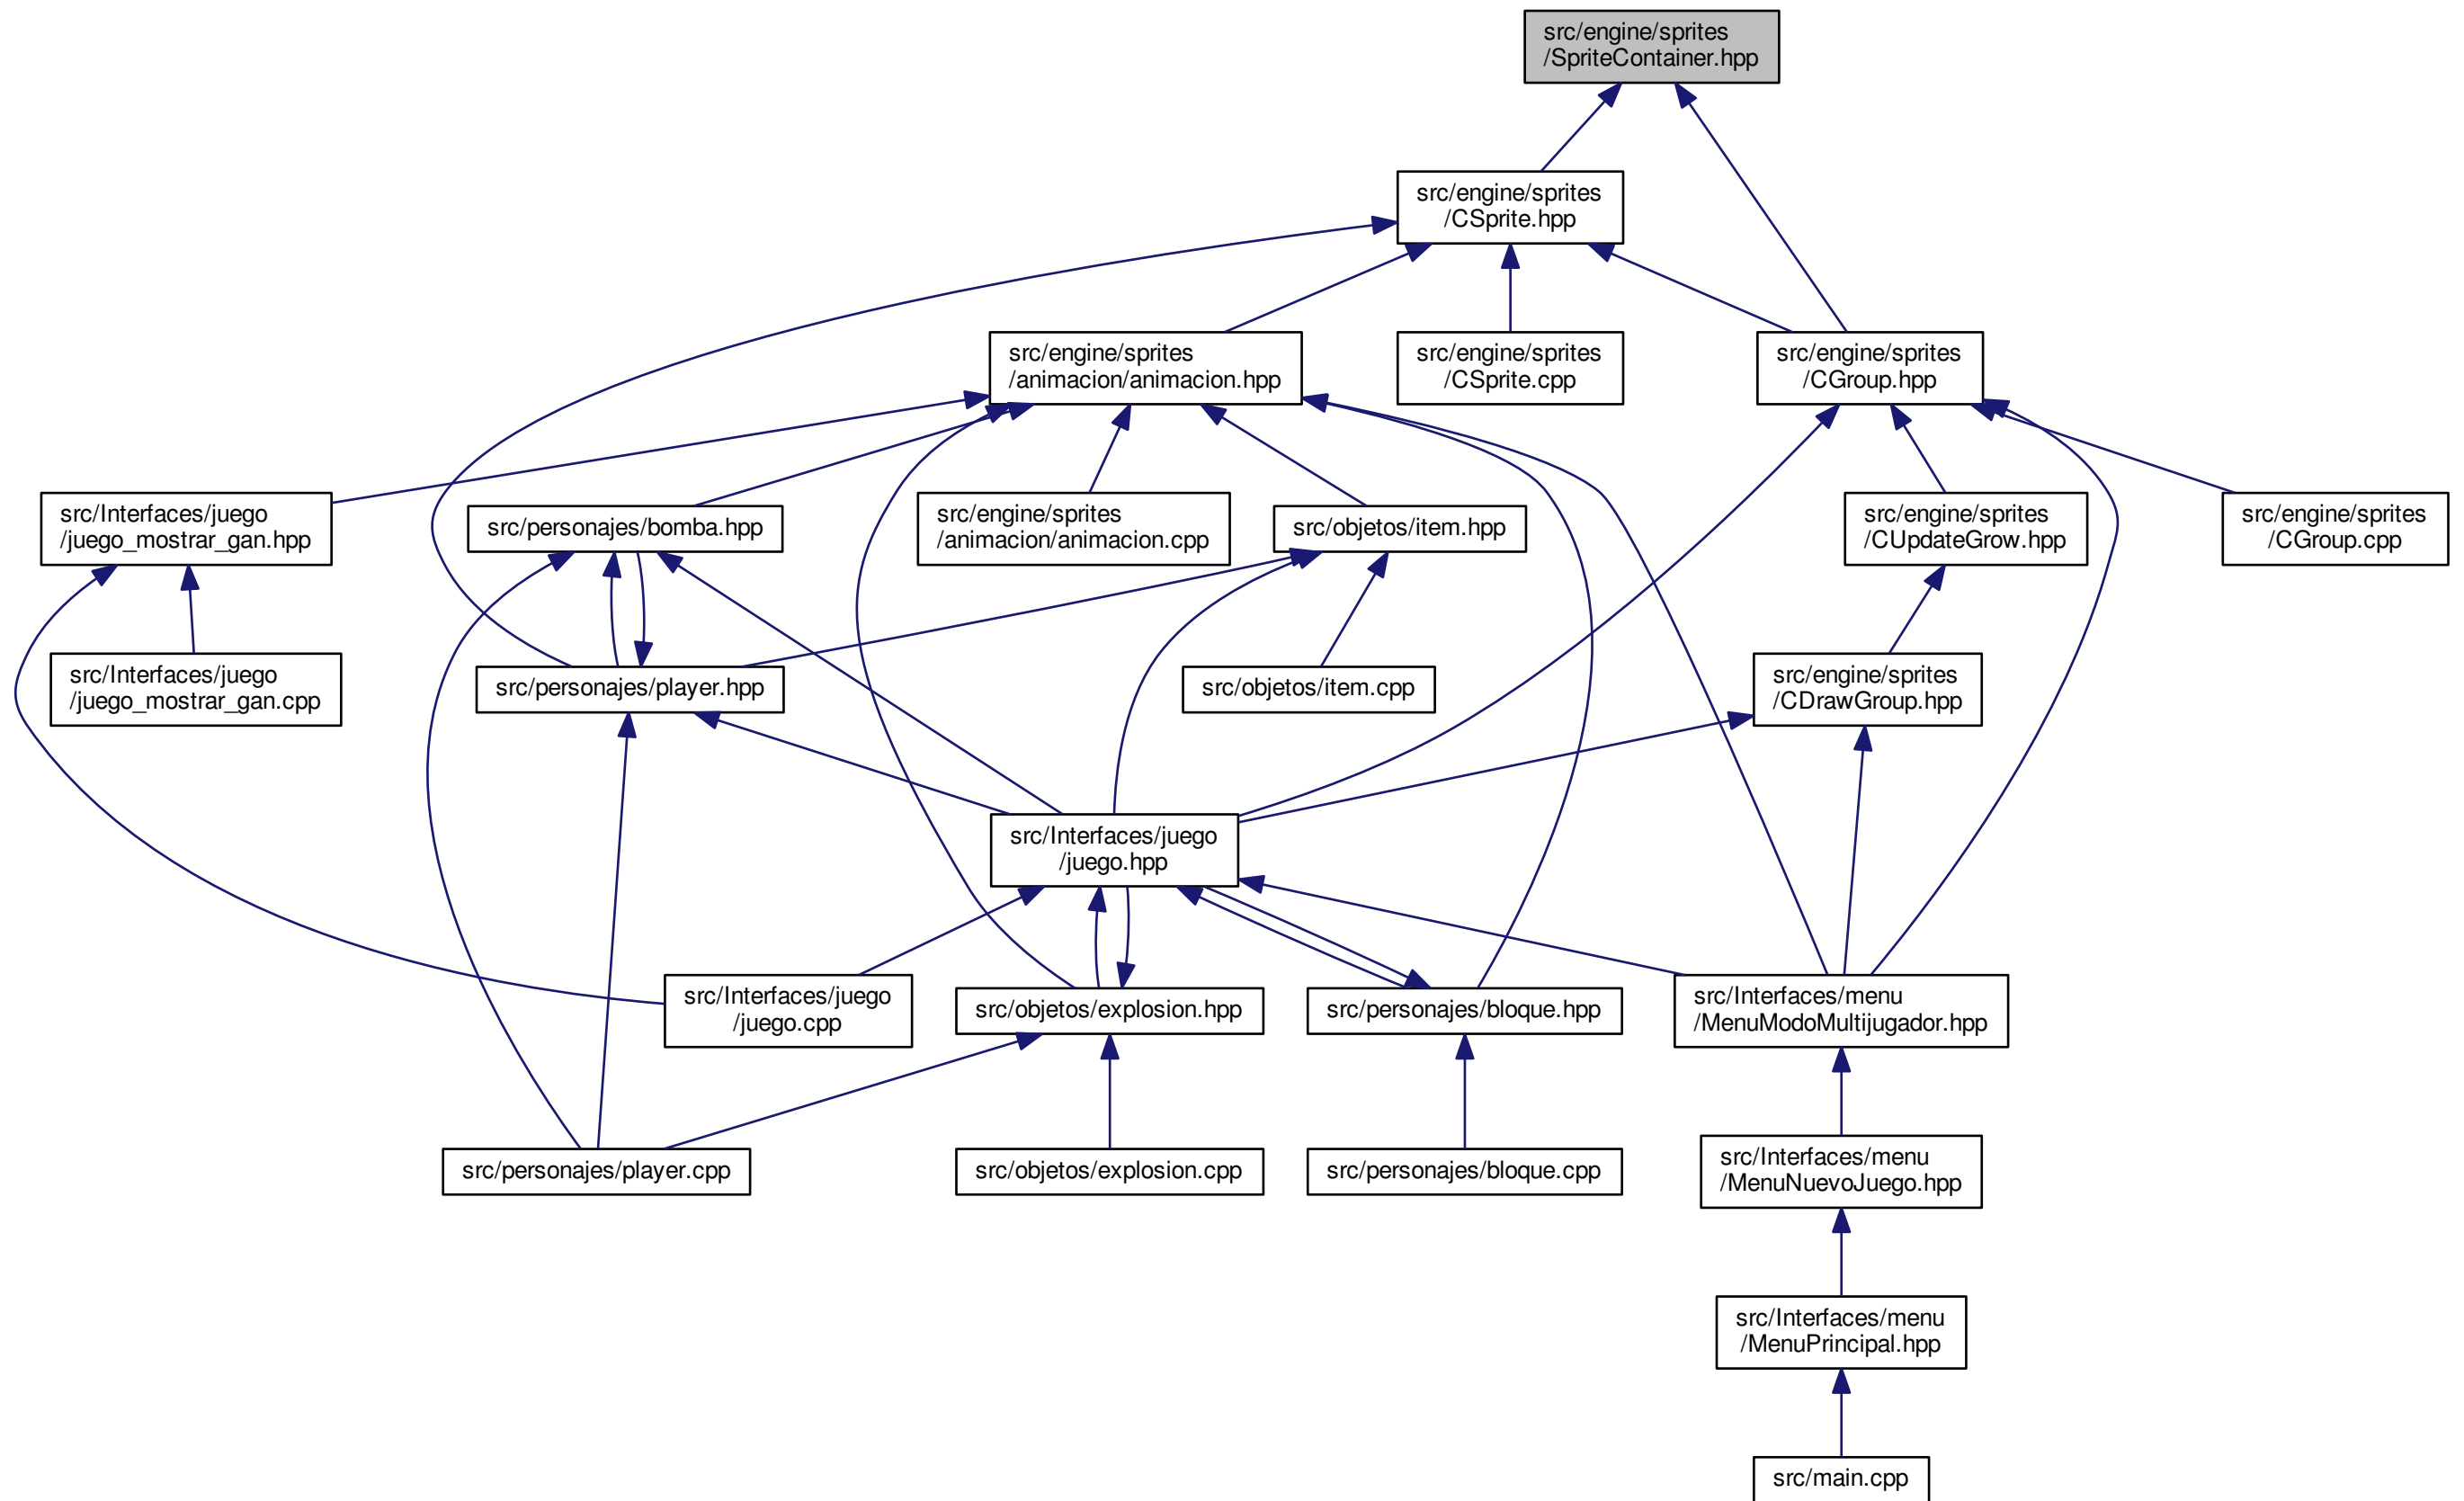 src/engine/sprites
/SpriteContainer.hpp
src/engine/sprites
/CSprite.hpp
src/engine/sprites
/animacion/animacion.hpp
src/engine/sprites
/CSprite.cpp
src/engine/sprites
/CGroup.hpp
src/Interfaces/juego
/juego_mostrar_gan.hpp
src/personajes/bomba.hpp
src/engine/sprites
/animacion/animacion.cpp
src/objetos/item.hpp
src/engine/sprites
/CUpdateGrow.hpp
src/engine/sprites
/CGroup.cpp
src/Interfaces/juego
/juego_mostrar_gan.cpp
src/personajes/player.hpp
src/objetos/item.cpp
src/engine/sprites
/CDrawGroup.hpp
src/Interfaces/juego
/juego.hpp
src/Interfaces/juego
/juego.cpp
src/objetos/explosion.hpp
src/personajes/bloque.hpp
src/Interfaces/menu
/MenuModoMultijugador.hpp
src/personajes/player.cpp
src/objetos/explosion.cpp
src/personajes/bloque.cpp
src/Interfaces/menu
/MenuNuevoJuego.hpp
src/Interfaces/menu
/MenuPrincipal.hpp
src/main.cpp